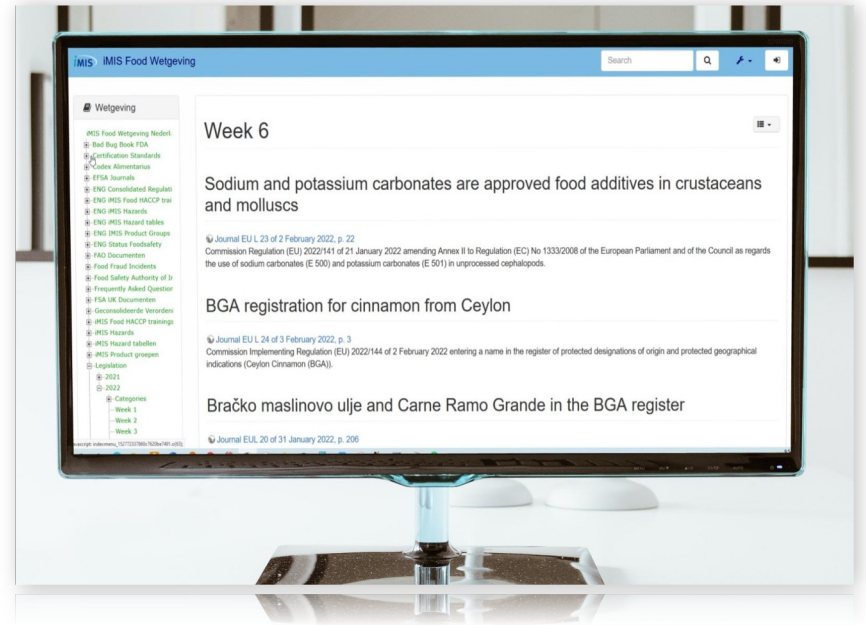 iMIS iMIS Food Wetgeving
Search
Wetgeving
iMIS Food Wetgeving Nederl
Bad Bug Book FDA
Certification Standards
Codex Alimentarius
EFSA Journals
ENG Consolidated Regulati
ENG iMIS Food HACCP trai
ENG iMIS Hazards
ENG iMIS Hazard tables
ENG IMIS Product Groups
ENG Status Foodsafety
FAO Documenten
Food Fraud Incidents
Food Safety Authority of Ir
Frequently Asked Question
FSA UK Documenten
Geconsolideerde Verordeni
iMIS Food HACCP trainings
iMIS Hazards
iMIS Hazard tabellen
iMIS Product groepen
Legislation
2021
2022
Categories
Week 1
Week 2
Week 3
Week 6
Sodium and potassium carbonates are approved food additives in crustaceans
and molluscs
Journal EU L 23 of 2 February 2022, p. 22
Commission Regulation (EU) 2022/141 of 21 January 2022 amending Annex II to Regulation (EC) No 1333/2008 of the European Parliament and of the Council as regards
the use of sodium carbonates (E 500) and potassium carbonates (E 501) in unprocessed cephalopods.
BGA registration for cinnamon from Ceylon
Journal EU L 24 of 3 February 2022, p. 3
Commission Implementing Regulation (EU) 2022/144 of 2 February 2022 entering a name in the register of protected designations of origin and protected geographical
indications (Ceylon Cinnamon (BGA)).
Bračko maslinovo ulje and Carne Ramo Grande in the BGA register
Journal EUL 20 of 31 January 2022, p. 206